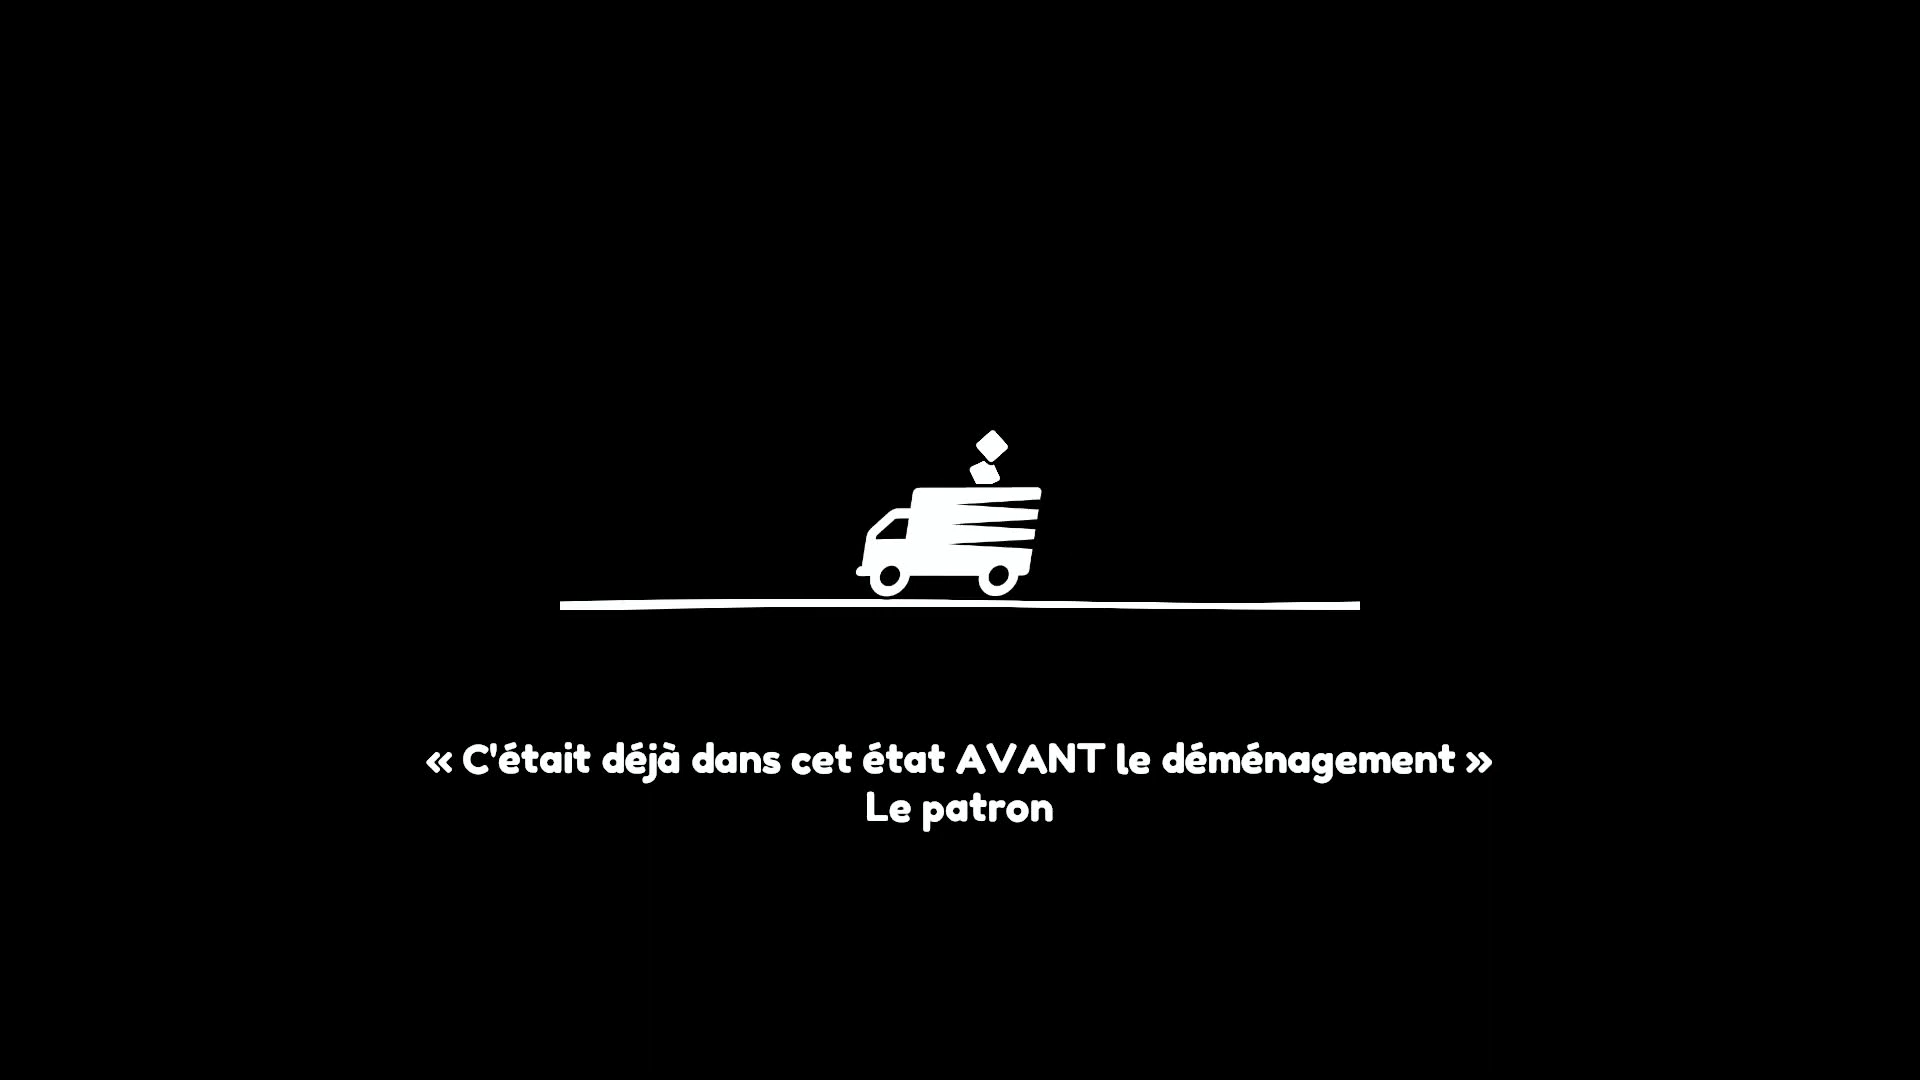 « C'était déjà dans cet état AVANT le déménagement »
Le patron